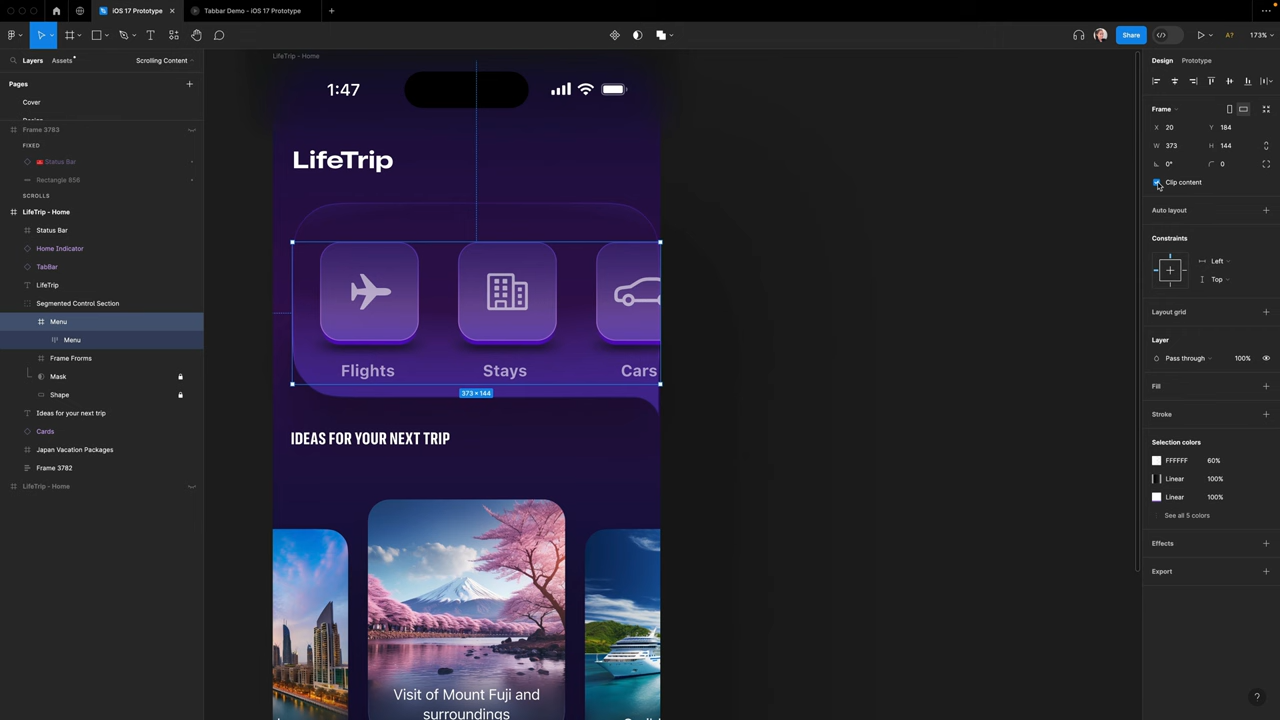 iOS 17 Prototype
Tabbar Demo - iOS 17 Prototype
Share
A?
173%
Layers
Assets
Scrolling Content
Pages
Cover
Frame 3783
FIXED
Status Bar
Rectangle 856
SCROLLS
LifeTrip - Home
Status Bar
Home Indicator
TabBar
LifeTrip
Segmented Control Section
Menu
Menu
Frame Frorms
Mask
Shape
Ideas for your next trip
Cards
Japan Vacation Packages
Frame 3782
LifeTrip - Home
LifeTrip - Home
1:47
LifeTrip
Flights
Stays
Cars
373 × 144
IDEAS FOR YOUR NEXT TRIP
Visit of Mount Fuji and
surroundings
Design
Prototype
Frame
X 20
Y 184
W 373
H 144
0°
0
Clip content
Auto layout
Constraints
Left
Top
Layout grid
Layer
Pass through
100%
Fill
Stroke
Selection colors
FFFFFF 60%
Linear 100%
Linear 100%
See all 5 colors
Effects
Export
?